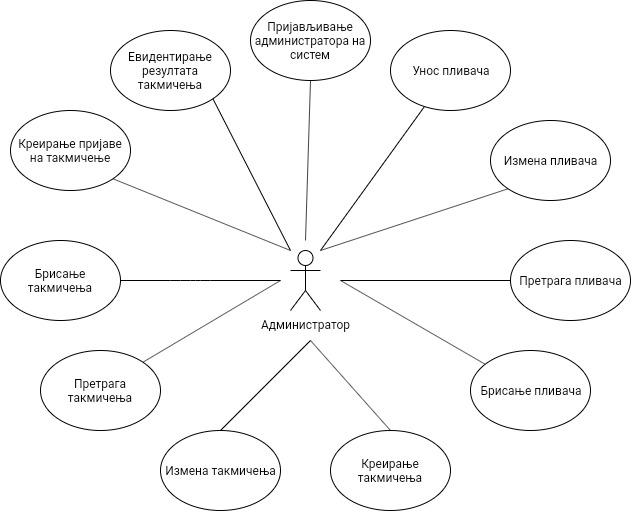 Пријављивање
администратора на
систем
Евидентирање
резултата
такмичења
Унос пливача
Креирање пријаве
на такмичење
Измена пливача
Брисање
такмичења
Претрага пливача
Администратор
Претрага
такмичења
Брисање пливача
Измена такмичења
Креирање
такмичења